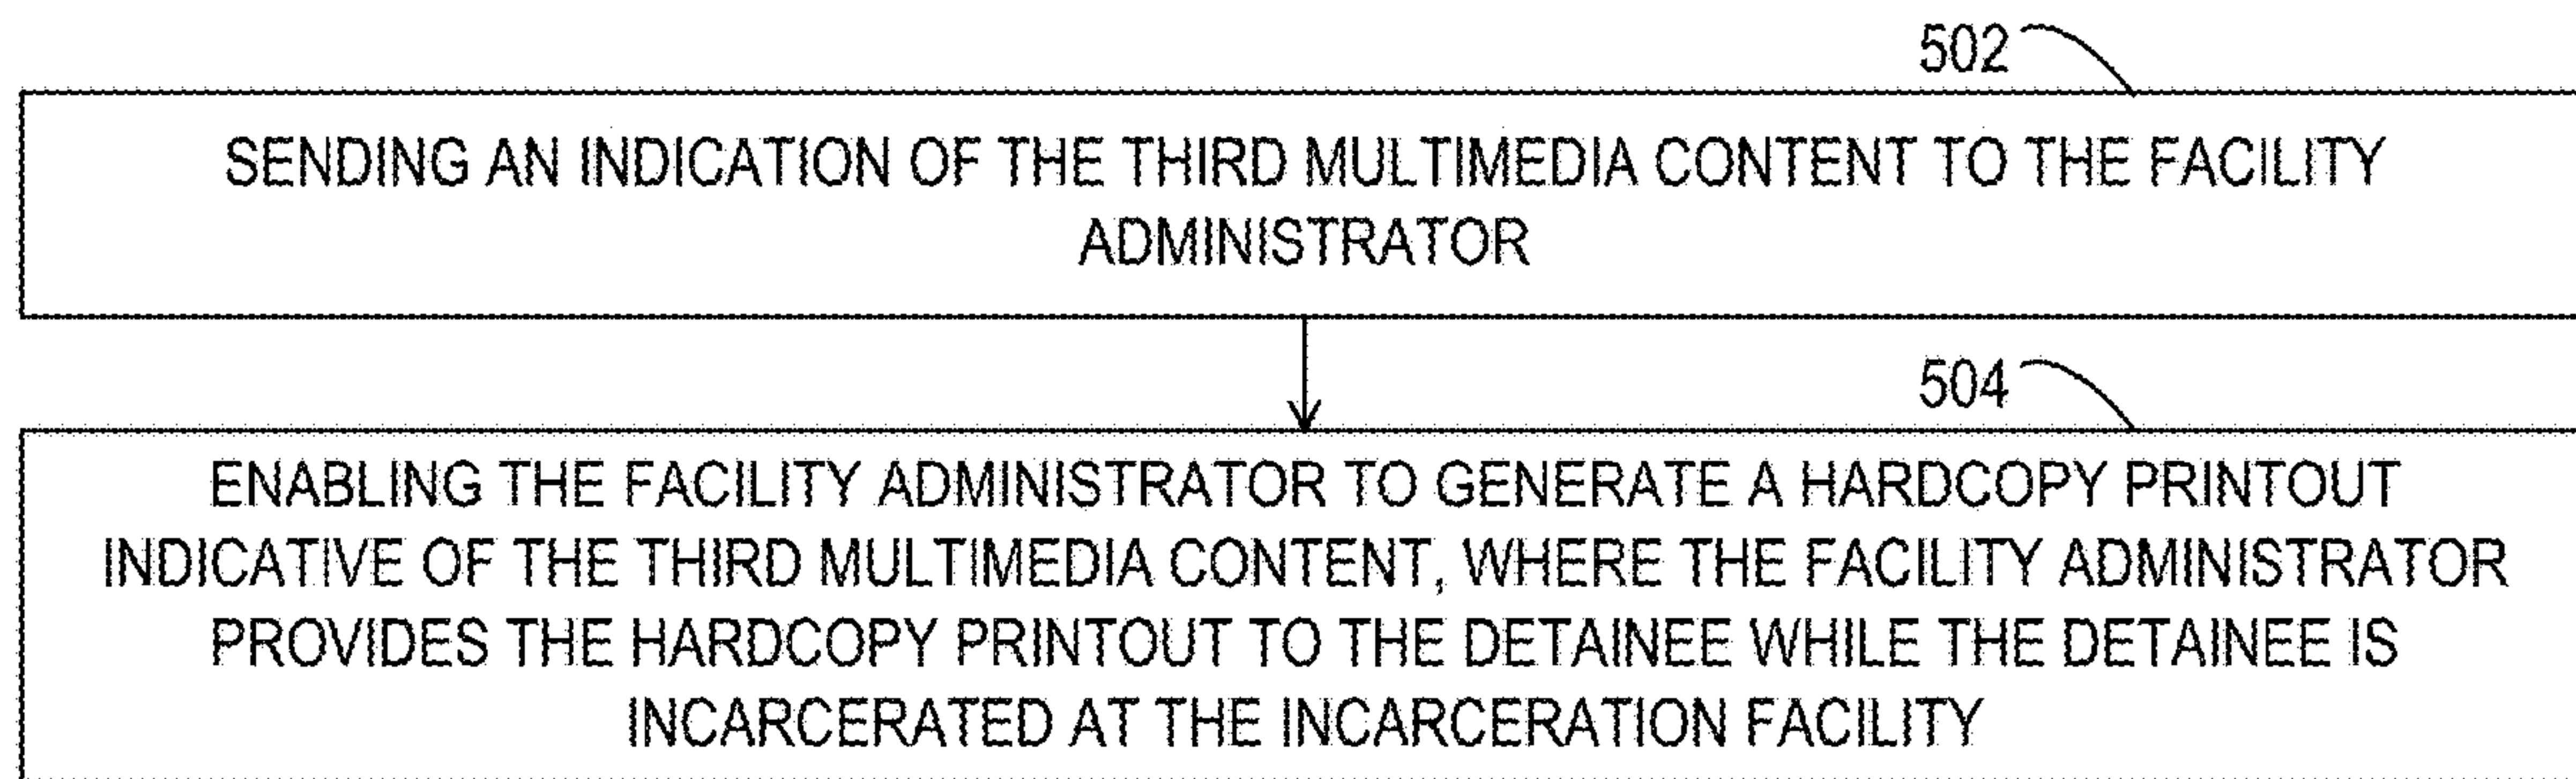 502
SENDING AN INDICATION OF THE THIRD MULTIMEDIA CONTENT TO THE FACILITY
ADMINISTRATOR
504
ENABLING THE FACILITY ADMINISTRATOR TO GENERATE A HARDCOPY PRINTOUT
INDICATIVE OF THE THIRD MULTIMEDIA CONTENT, WHERE THE FACILITY ADMINISTRATOR
PROVIDES THE HARDCOPY PRINTOUT TO THE DETAINEE WHILE THE DETAINEE IS
INCARCERATED AT THE INCARCERATION FACILITY